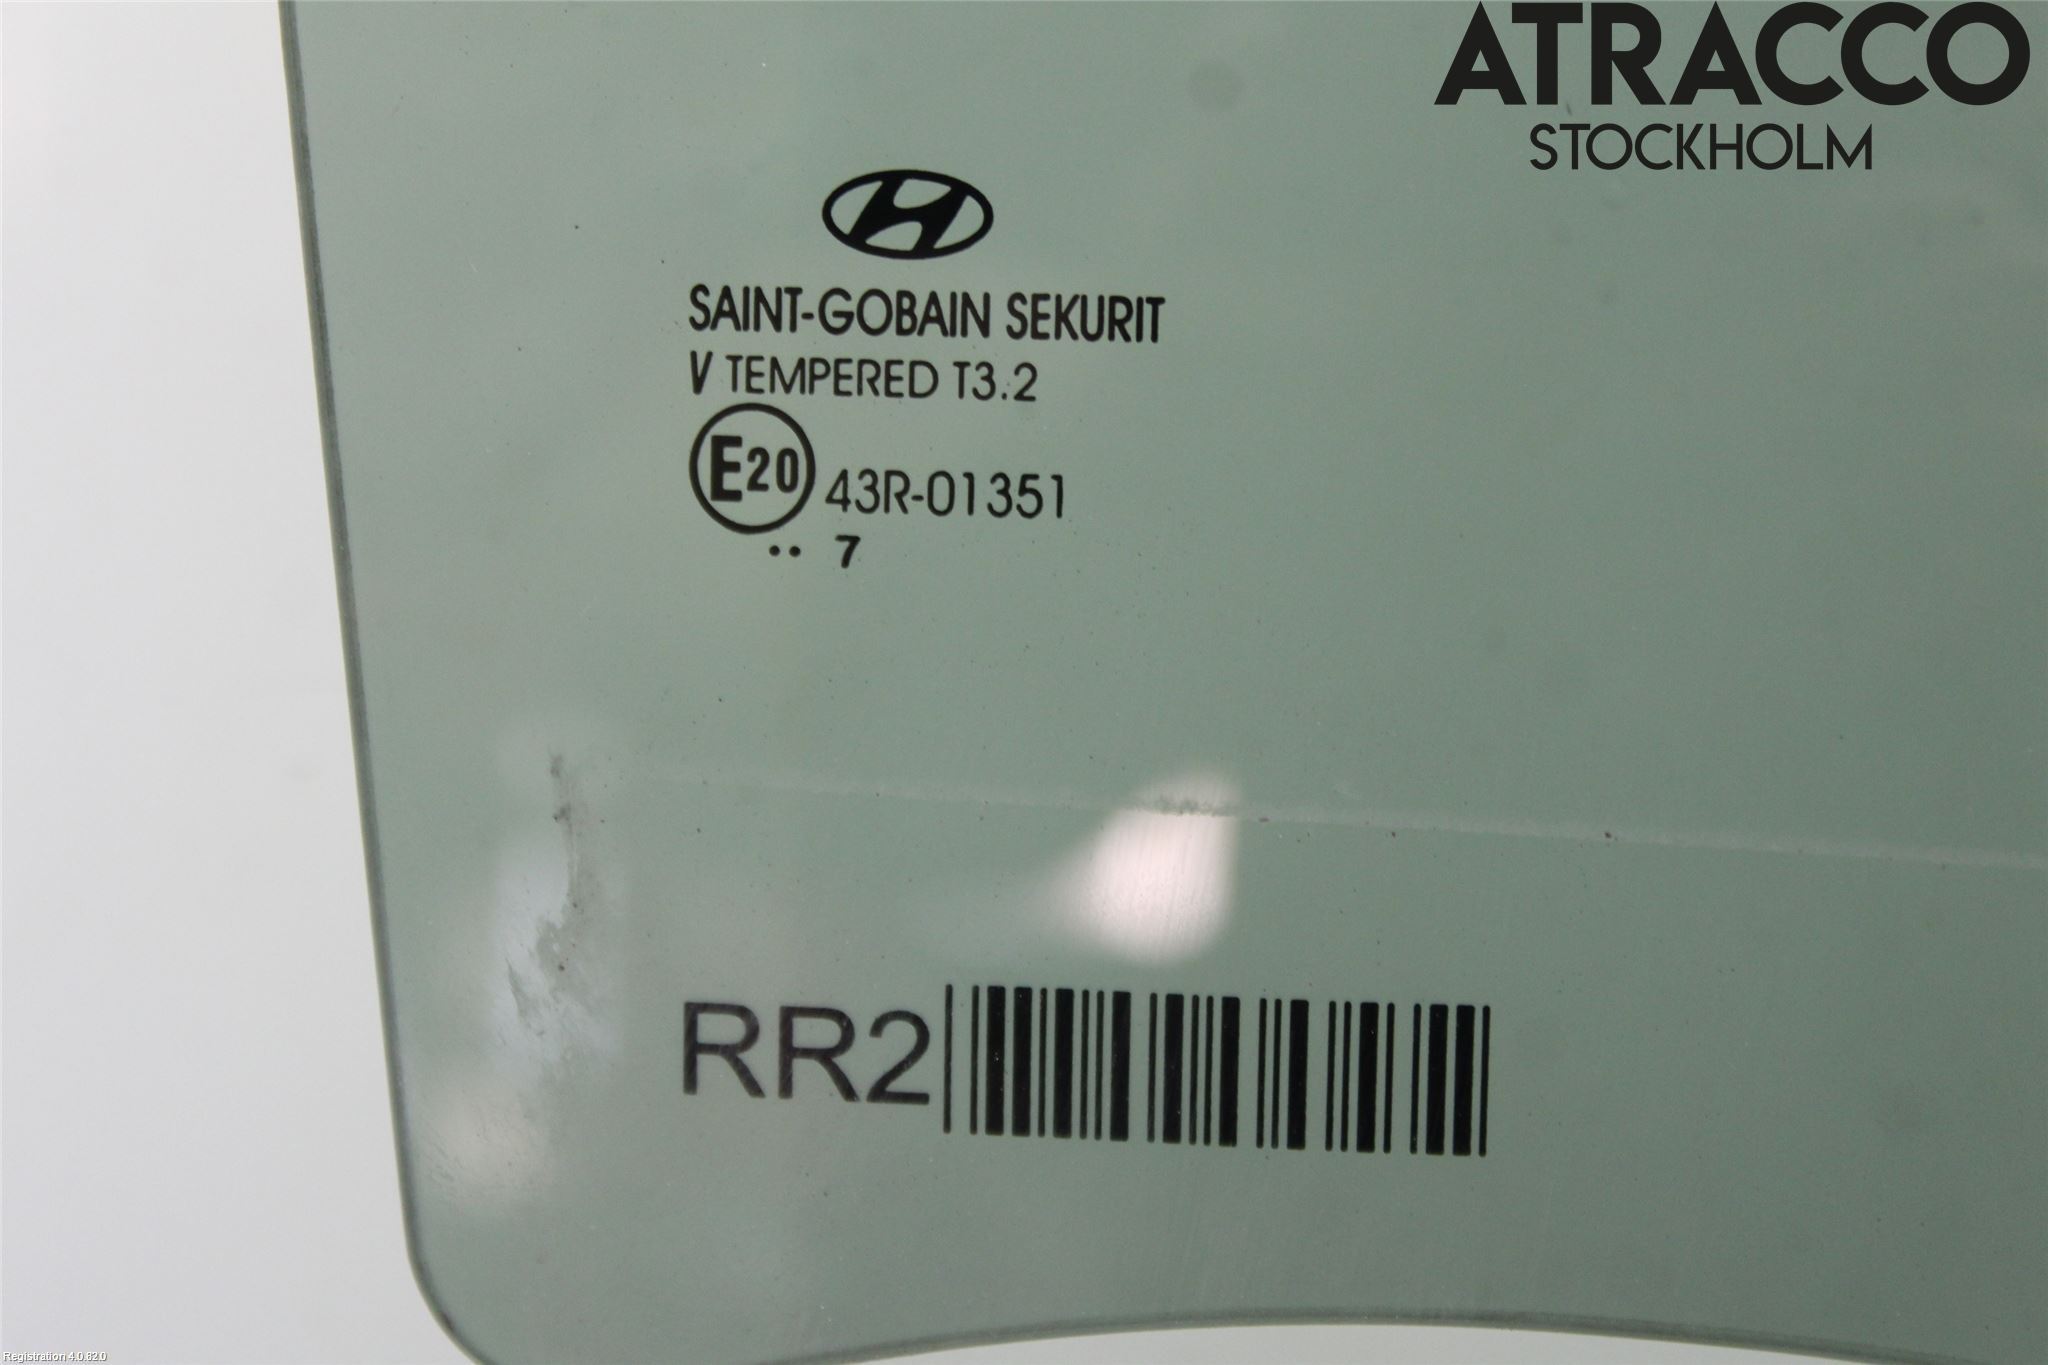 ATRACCO
STOCKHOLM
SAINT-GOBAIN SEKURIT
V TEMPERED T3.2
E20 43R-01351
.. 7
RR2
Registration 4.0.82.0